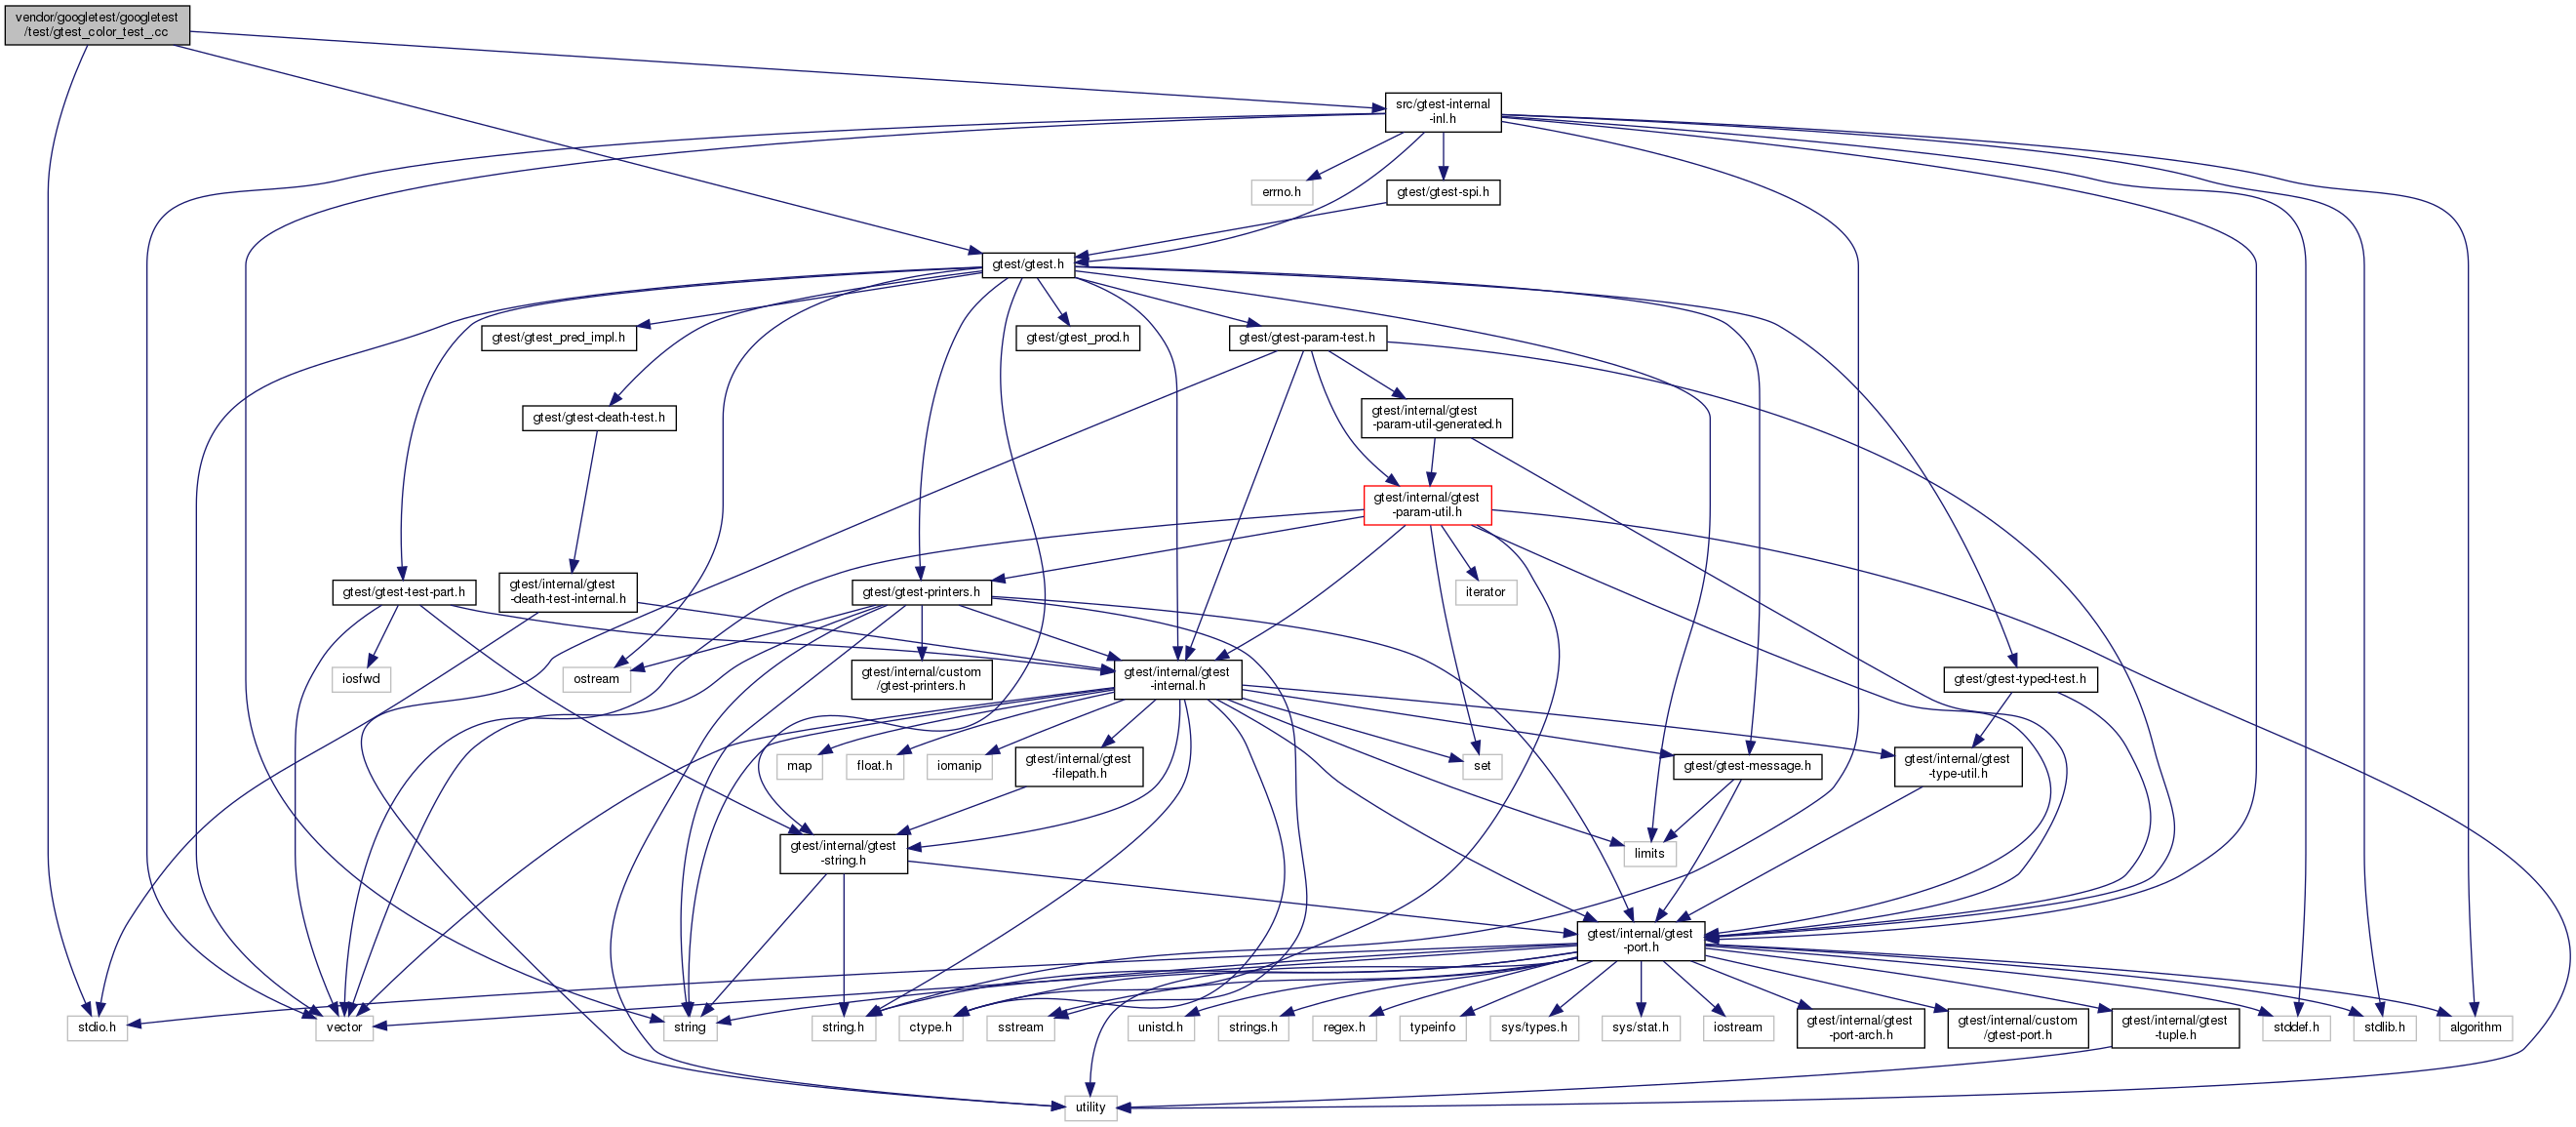 vendor/googletest/googletest
/test/gtest_color_test_.cc
src/gtest-internal
-inl.h
errno.h
gtest/gtest-spi.h
gtest/gtest.h
gtest/gtest_pred_impl.h
gtest/gtest_prod.h
gtest/gtest-param-test.h
gtest/gtest-death-test.h
gtest/internal/gtest
-param-util-generated.h
gtest/internal/gtest
-param-util.h
gtest/gtest-test-part.h
gtest/internal/gtest
-death-test-internal.h
gtest/gtest-printers.h
iterator
iosfwd
ostream
gtest/internal/custom
/gtest-printers.h
gtest/internal/gtest
-internal.h
gtest/gtest-typed-test.h
map
float.h
iomanip
gtest/internal/gtest
-filepath.h
set
gtest/gtest-message.h
gtest/internal/gtest
-type-util.h
gtest/internal/gtest
-string.h
limits
gtest/internal/gtest
-port.h
stdio.h
vector
string
string.h
ctype.h
sstream
unistd.h
strings.h
regex.h
typeinfo
sys/types.h
sys/stat.h
iostream
gtest/internal/gtest
-port-arch.h
gtest/internal/custom
/gtest-port.h
gtest/internal/gtest
-tuple.h
stddef.h
stdlib.h
algorithm
utility